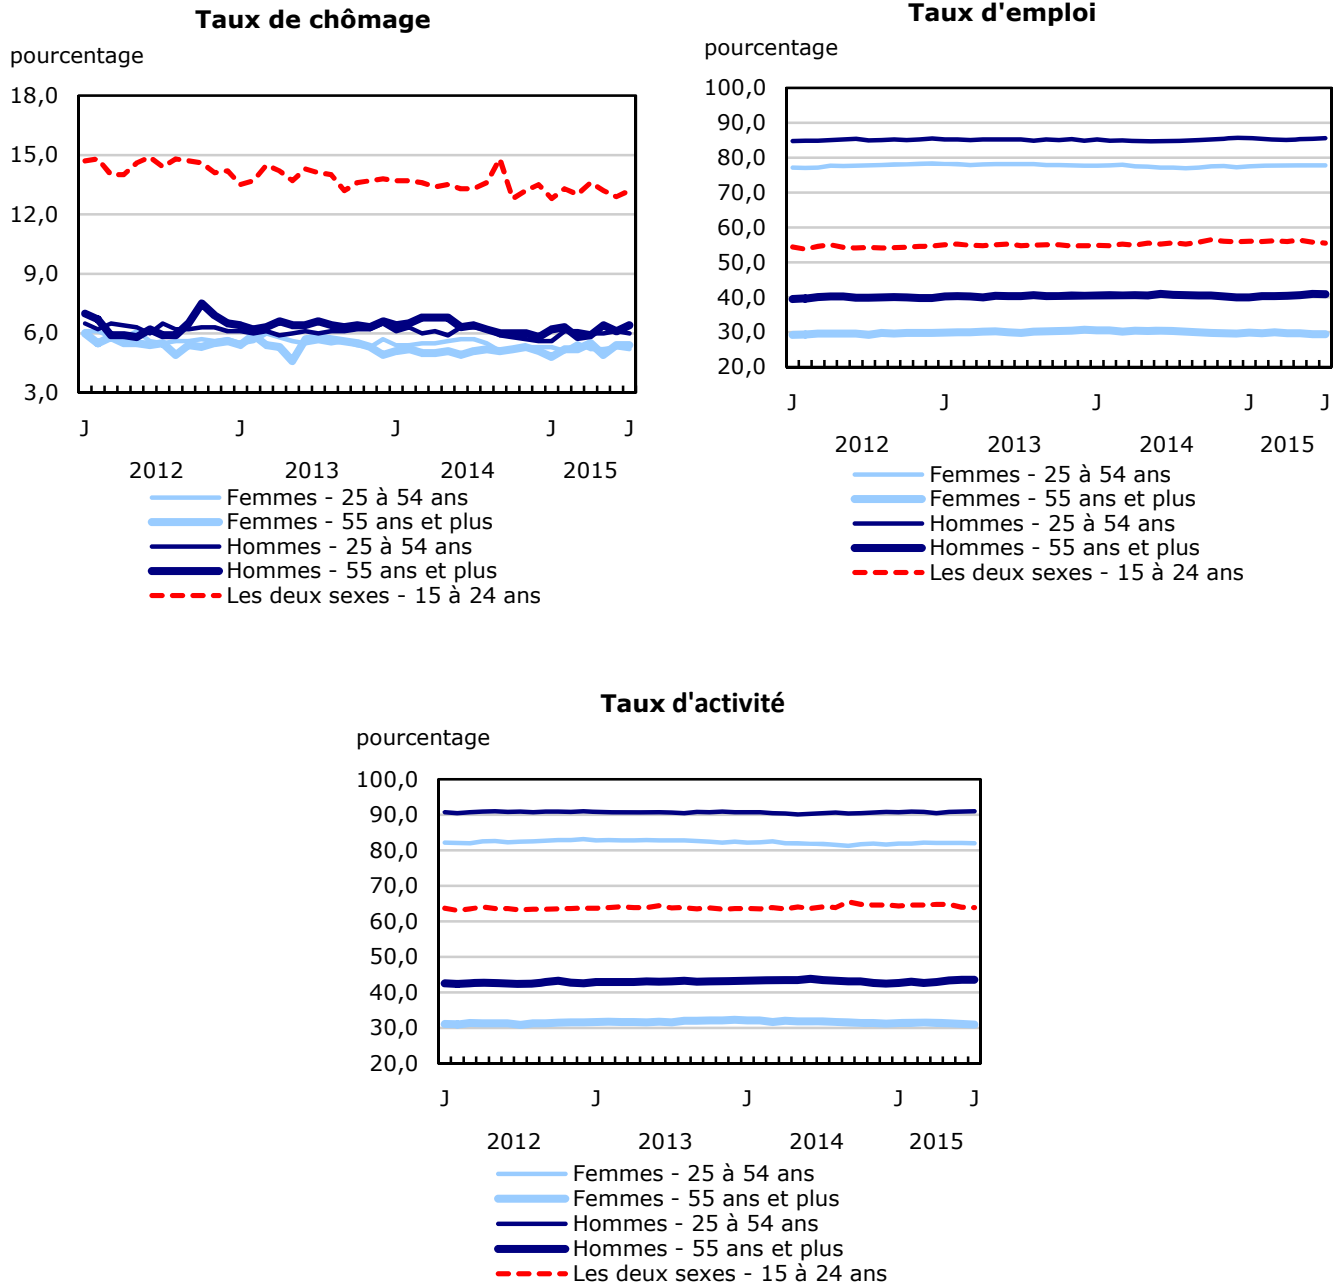 Taux de chômage
pourcentage
18,0
15,0
12,0
9,0
6,0
3,0
J J J J J
2012 2013 2014 2015
Femmes - 25 à 54 ans
Femmes - 55 ans et plus
Hommes - 25 à 54 ans
Hommes - 55 ans et plus
Les deux sexes - 15 à 24 ans
Taux d'emploi
pourcentage
100,0
90,0
80,0
70,0
60,0
50,0
40,0
30,0
20,0
J J J J J
2012 2013 2014 2015
Femmes - 25 à 54 ans
Femmes - 55 ans et plus
Hommes - 25 à 54 ans
Hommes - 55 ans et plus
Les deux sexes - 15 à 24 ans
Taux d'activité
pourcentage
100,0
90,0
80,0
70,0
60,0
50,0
40,0
30,0
20,0
J J J J J
2012 2013 2014 2015
Femmes - 25 à 54 ans
Femmes - 55 ans et plus
Hommes - 25 à 54 ans
Hommes - 55 ans et plus
Les deux sexes - 15 à 24 ans